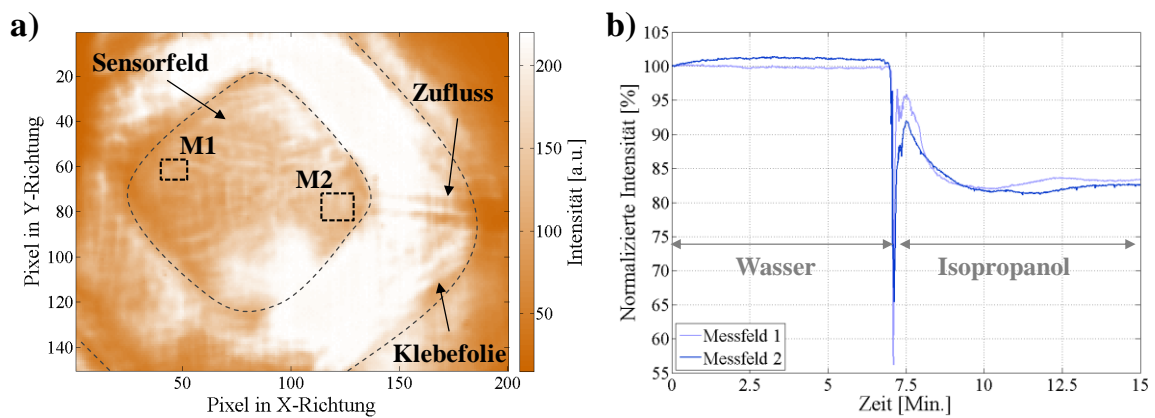 a)
Sensorfeld
Zufluss
M1
M2
Klebefolie
20
40
60
80
100
120
140
50
100
150
200
Pixel in Y-Richtung
Pixel in X-Richtung
200
150
100
50
Intensität [a.u.]
b)
105
100
95
90
85
80
75
70
65
60
55
Normalizierte Intensität [%]
Wasser
Isopropanol
Messfeld 1
Messfeld 2
0
2.5
5
7.5
10
12.5
15
Zeit [Min.]